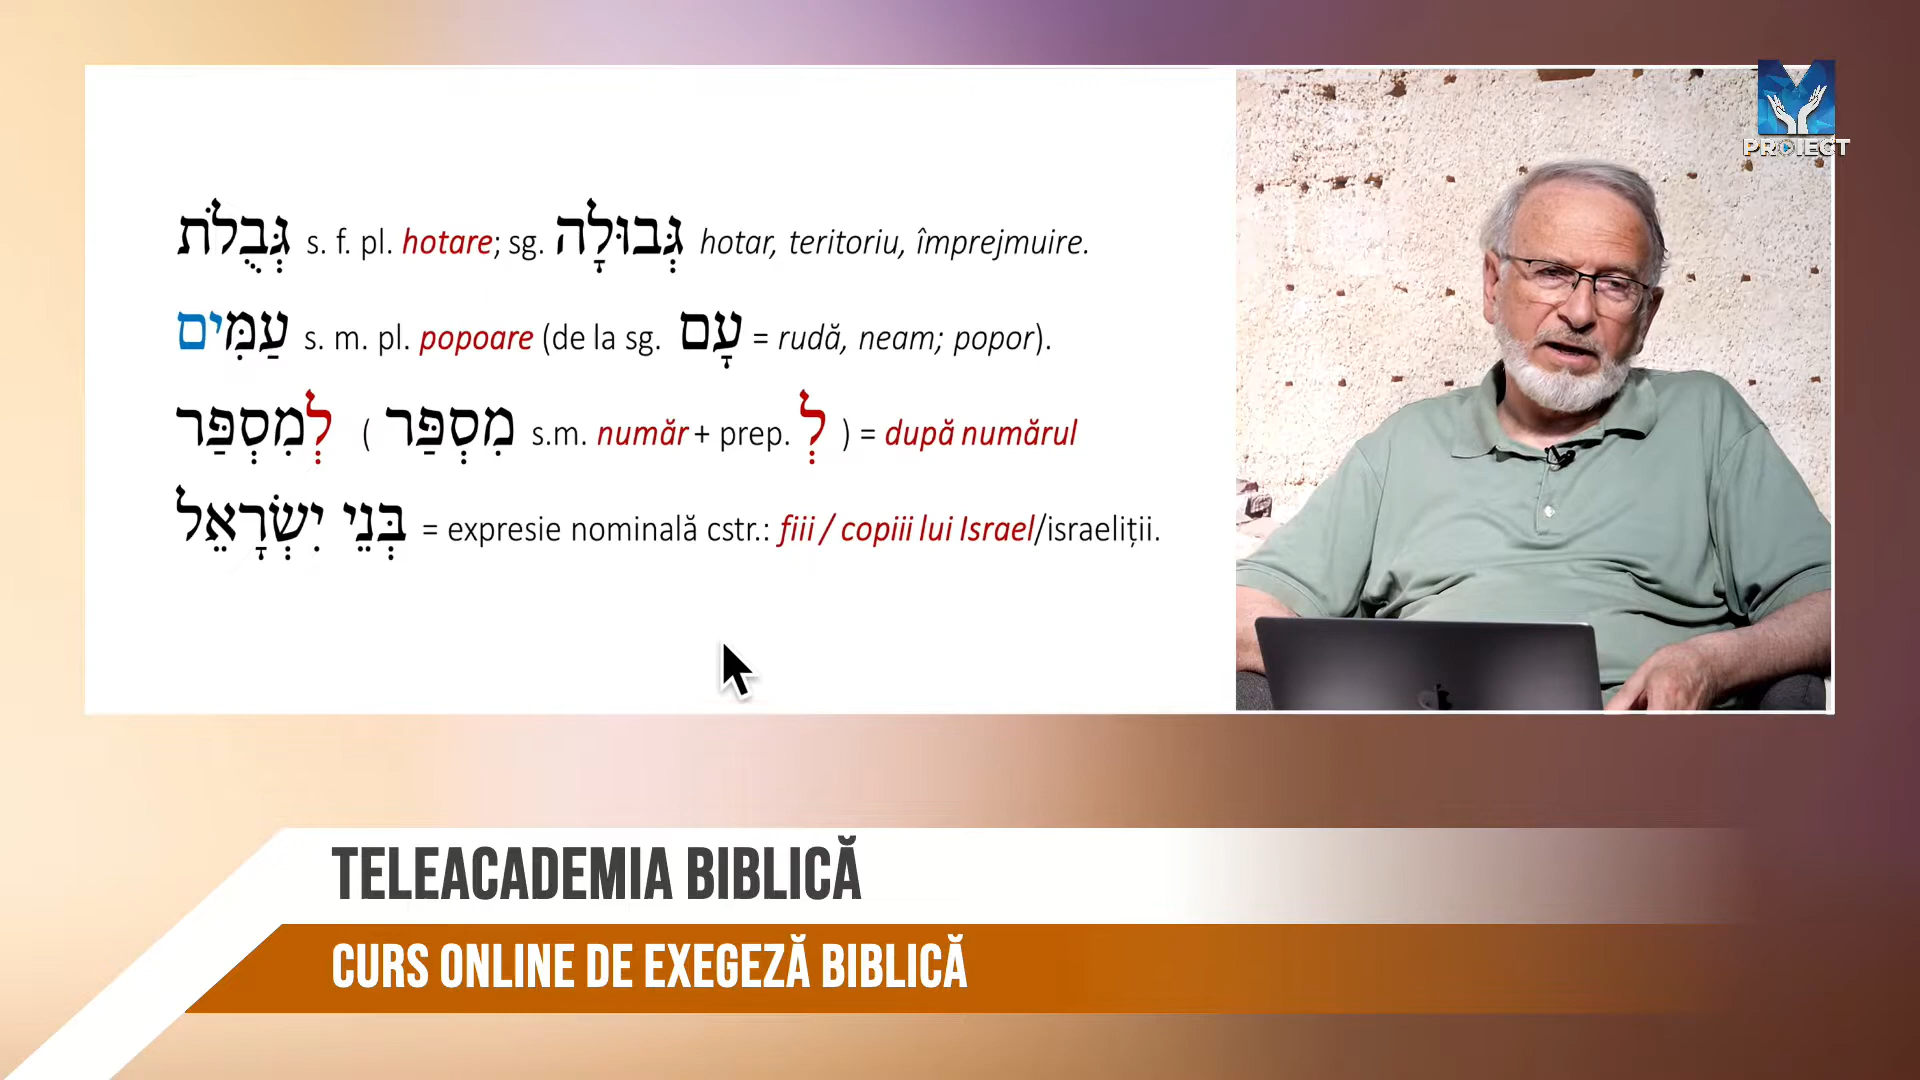 גְּבֻלֹת s. f. pl. hotare; sg. גְּבוּלָה hotar, teritoriu, împrejmuire.
עַמִּים s. m. pl. popoare (de la sg. עָם = rudă, neam; popor).
לְמִסְפַּר ( מִסְפַּר s.m. număr + prep. לְ ) = după numărul
בְּנֵי יִשְׂרָאֵל = expresie nominală cstr.: fiii / copiii lui Israel/israeliții.
PROIECT
TELEACADEMIA BIBLICĂ
CURS ONLINE DE EXEGEZĂ BIBLICĂ